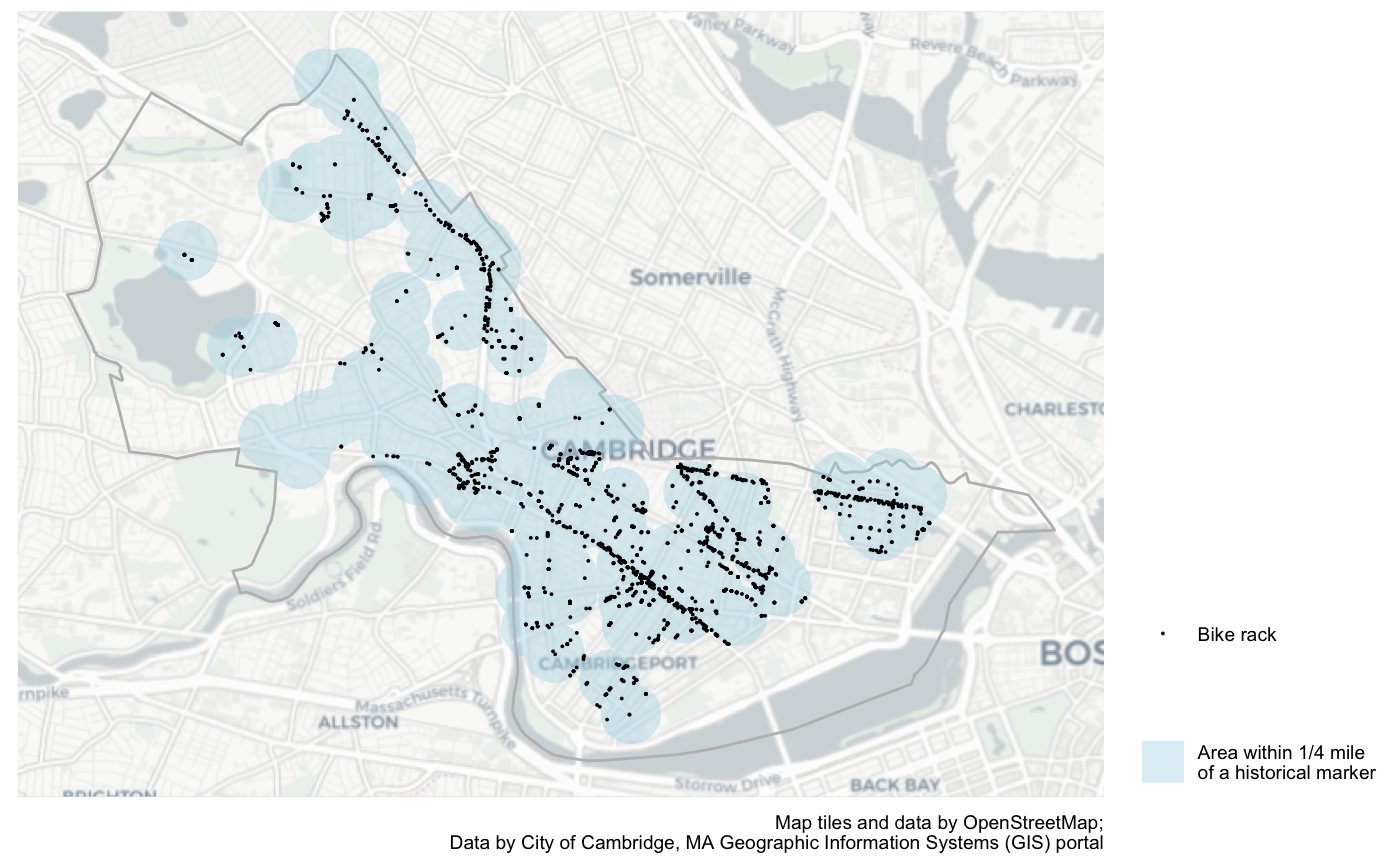 Valley Parkway
Revere Beach Parkway
Somerville
McGrath Highway
CHARLESTO
CAMBRIDGE
Soldiers Field Rd
Bike rack
CAMBRIDGEPORT
BOS
rnpike
Massachusetts Turnpike
ALLSTON
Area within 1/4 mile
of a historical marker
Storrow Drive
BACK BAY
BRIGHTON
Map tiles and data by OpenStreetMap;
Data by City of Cambridge, MA Geographic Information Systems (GIS) portal